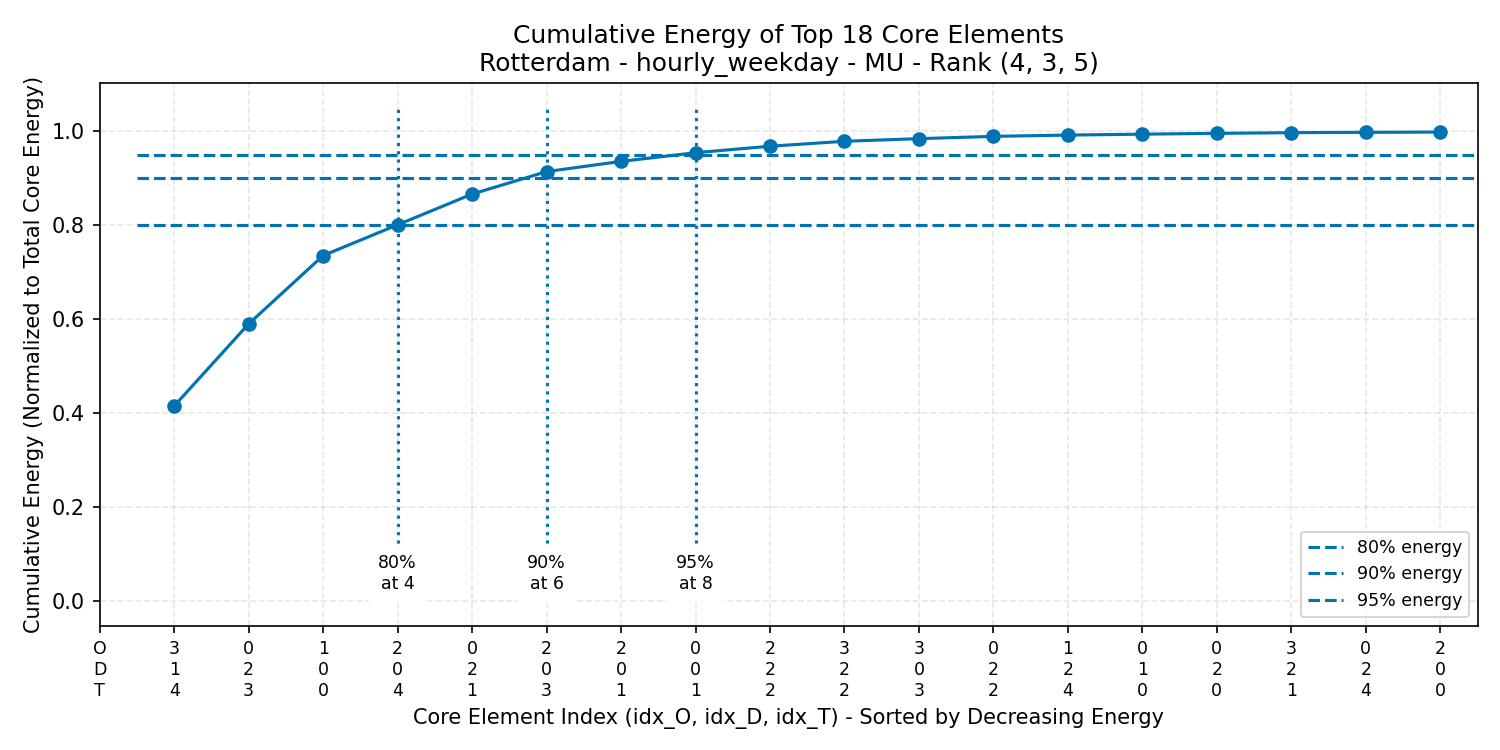 Cumulative Energy of Top 18 Core Elements
Rotterdam - hourly_weekday - MU - Rank (4, 3, 5)
Cumulative Energy (Normalized to Total Core Energy)
1.0
0.8
0.6
0.4
0.2
0.0
80%
at 4
90%
at 6
95%
at 8
80% energy
90% energy
95% energy
O 3 0 1 2 0 2 2 0 2 3 3 0 1 0 0 3 0 2
D 1 2 0 0 2 0 0 0 2 2 0 2 2 1 2 2 2 0
T 4 3 0 4 1 3 1 1 2 2 3 2 4 0 0 1 4 0
Core Element Index (idx_O, idx_D, idx_T) - Sorted by Decreasing Energy